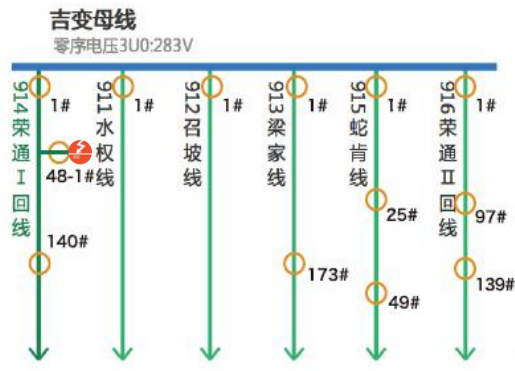 吉变母线
零序电压3U0:283V
914荣通Ⅰ回线
1#
48-1#
140#
911水权线
1#
912召坡线
1#
913梁家线
1#
173#
915蛇肯线
1#
25#
49#
916荣通Ⅱ回线
1#
97#
139#